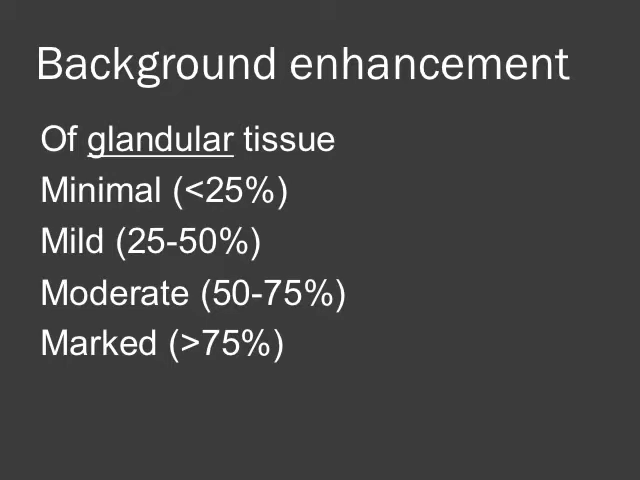 Background enhancement
Of glandular tissue
Minimal (<25%)
Mild (25-50%)
Moderate (50-75%)
Marked (>75%)